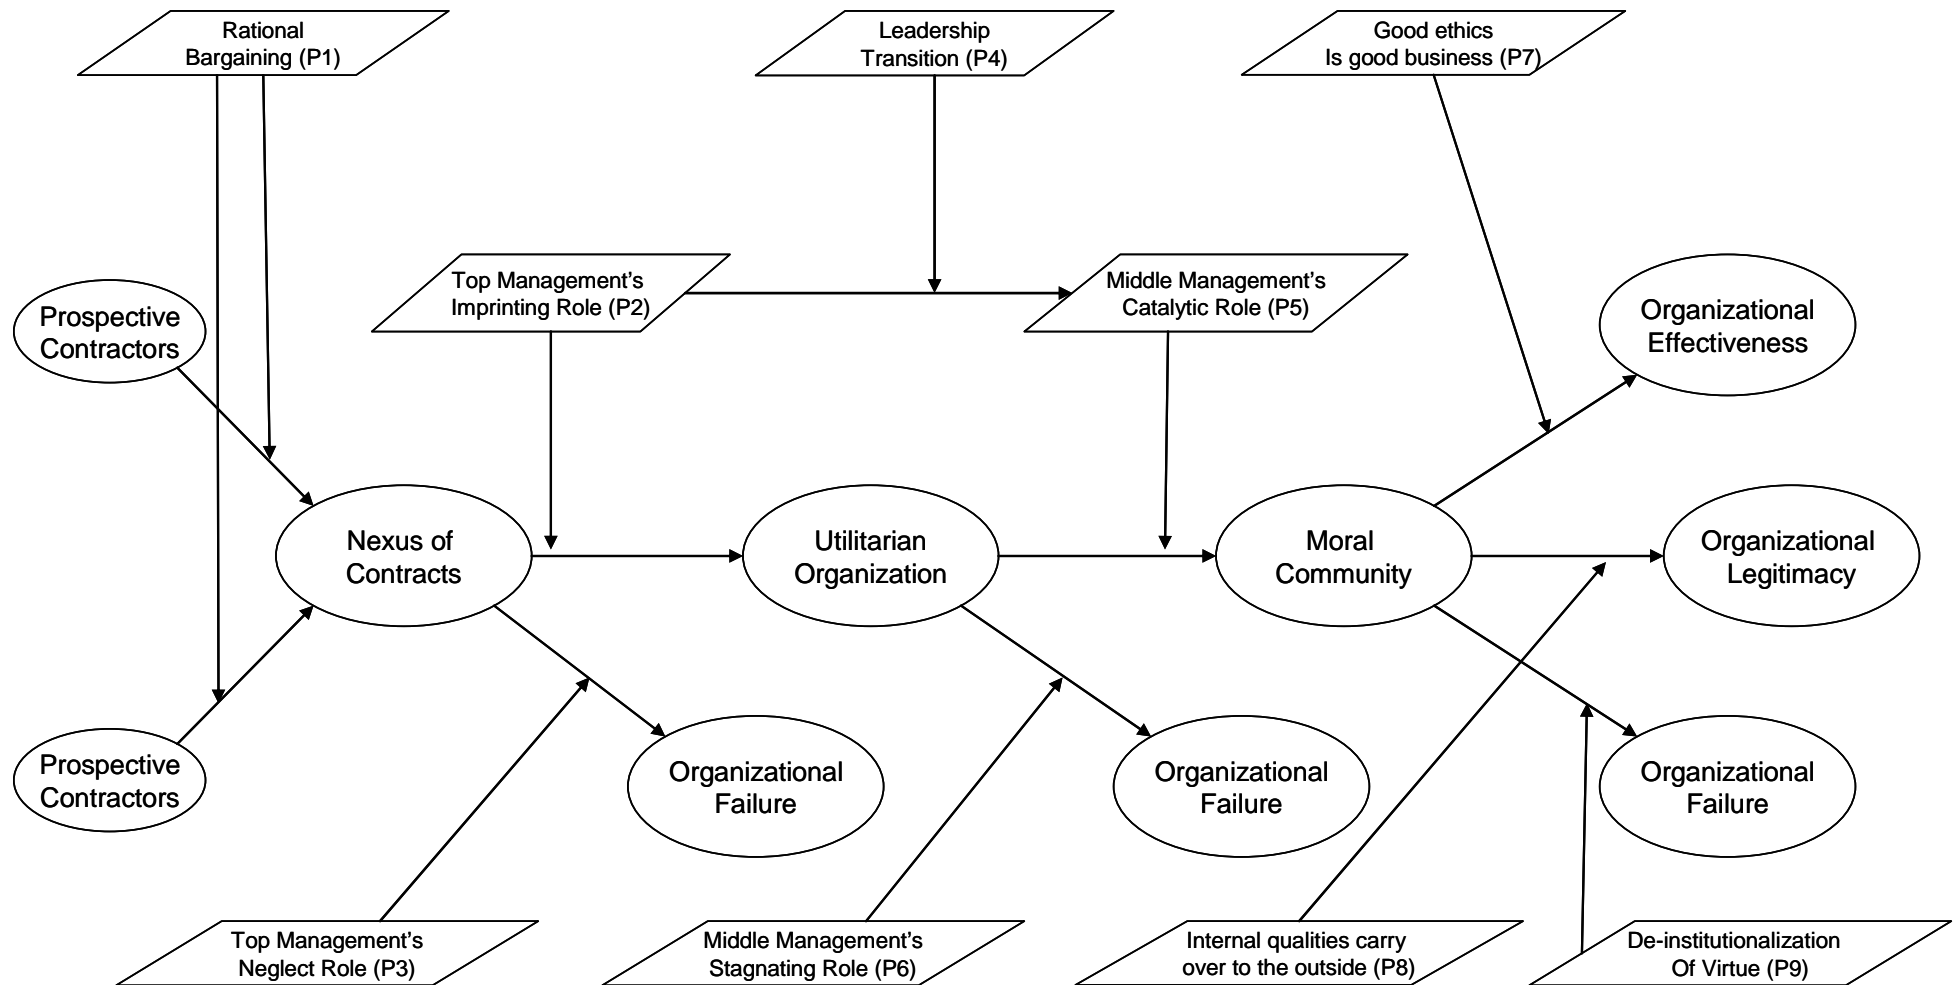 Rational
Bargaining (P1)
Leadership
Transition (P4)
Good ethics
Is good business (P7)
Top Management’s
Imprinting Role (P2)
Middle Management’s
Catalytic Role (P5)
Prospective
Contractors
Organizational
Effectiveness
Nexus of
Contracts
Utilitarian
Organization
Moral
Community
Organizational
Legitimacy
Prospective
Contractors
Organizational
Failure
Organizational
Failure
Organizational
Failure
Top Management’s
Neglect Role (P3)
Middle Management’s
Stagnating Role (P6)
Internal qualities carry
over to the outside (P8)
De-institutionalization
Of Virtue (P9)